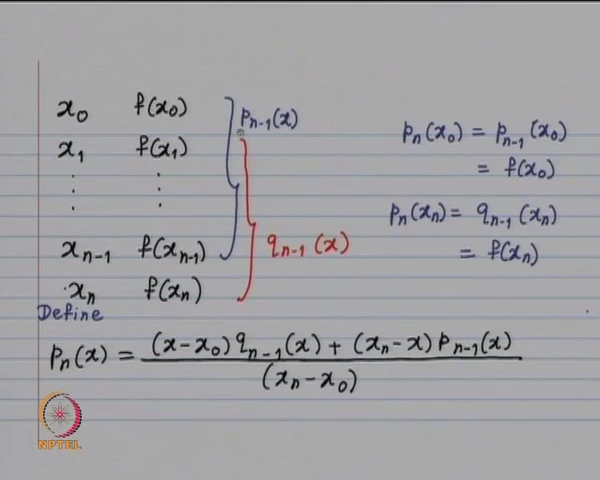 x₀ f(x₀)
x₁ f(x₁)
⋮ ⋮
xₙ₋₁ f(xₙ₋₁)
xₙ f(xₙ)
pₙ₋₁(x)
qₙ₋₁(x)
pₙ(x₀) = pₙ₋₁(x₀)
= f(x₀)
pₙ(xₙ) = qₙ₋₁(xₙ)
= f(xₙ)
Define
pₙ(x) = ((x-x₀) qₙ₋₁(x) + (xₙ-x) pₙ₋₁(x)) / (xₙ-x₀)
NPTEL